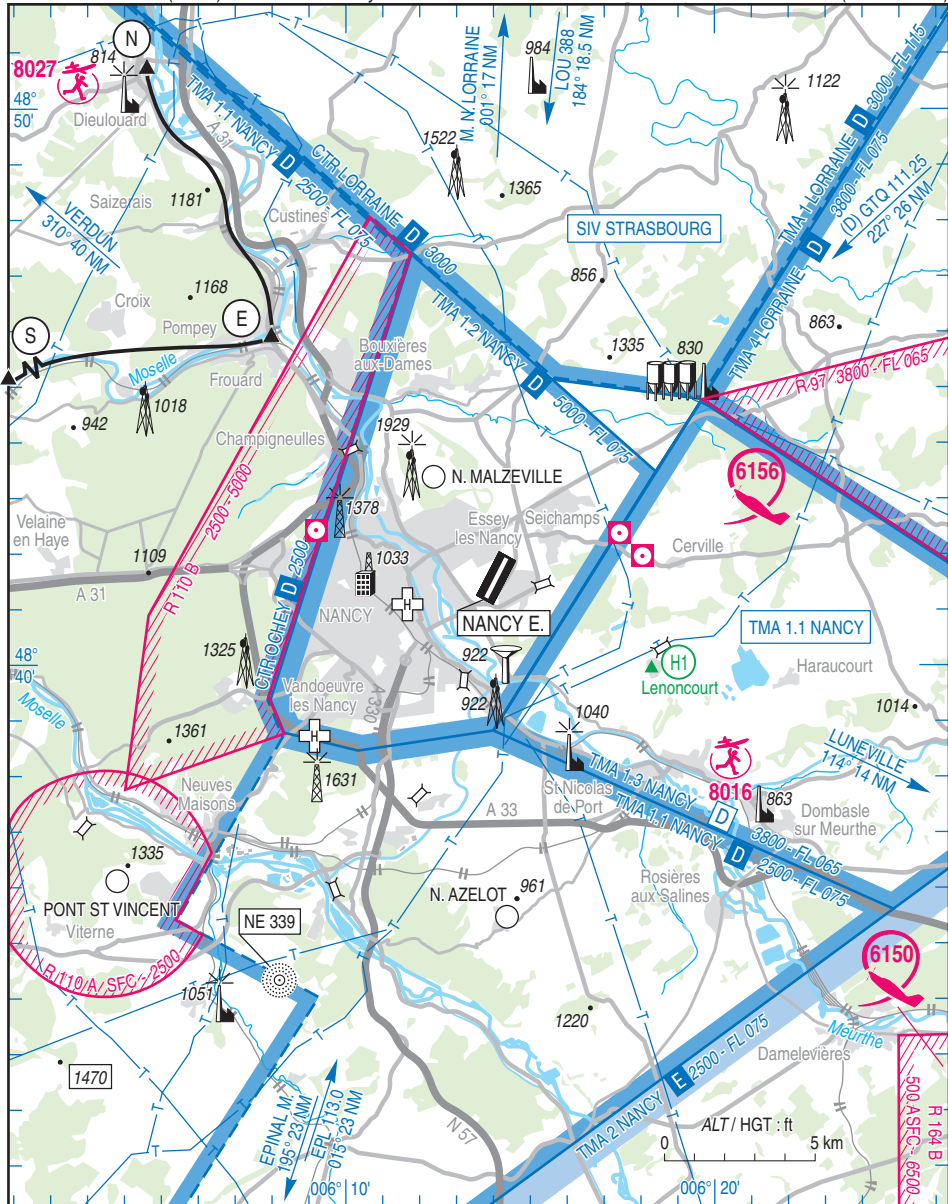 N
814
8027
Dieulouard
48°
50'
A 31
TMA 1.1 NANCY D 2500 - FL 075
CTR LORRAINE D 3000
M. N. LORRAINE
001° 17 NM
LOU 388
184° 18.5 NM
984
1122
1522
1365
TMA 1 LORRAINE D 3000 - FL 115
TMA 4 LORRAINE D 3800 - FL 075
(D) GTQ 111.25
227° 26 NM
VERDUN
310° 40 NM
Saizerais
1181
Custines
SIV STRASBOURG
856
1168
Croix
Pompey
E
S
Moselle
Frouard
Bouxières
aux-Dames
TMA 1.2 NANCY D 5000 - FL 075
1335
830
863
R 97 3800 - FL 065
1018
942
Champigneulles
1929
N. MALZEVILLE
6156
2500 - 5000
R 110 B
1378
Velaine
en Haye
Essey
les Nancy
Seichamps
Cerville
1109
A 31
1033
NANCY
NANCY E.
CTR OCHEY D 2500
TMA 1.1 NANCY
48°
40'
1325
922
922
H1
Lenoncourt
Haraucourt
Moselle
Vandoeuvre
les Nancy
A 330
1014
1361
1040
1631
LUNEVILLE
114° 14 NM
Neuves
Maisons
St Nicolas
de Port
8016
863
A 33
TMA 1.3 NANCY D 3800 - FL 065
TMA 1.1 NANCY D 2500 - FL 075
Dombasle
sur Meurthe
1335
PONT ST VINCENT
Viterne
N. AZELOT
961
Rosières
aux Salines
NE 339
R 110 A SFC - 2500
1051
6150
1220
Meurthe
Damelevières
1470
TMA 2 NANCY E 2500 - FL 075
EPINAL M.
195° 23 NM
EPL 113.0
015° 23 NM
N 57
ALT / HGT : ft
0 5 km
R 164 B
500 ASFC - 6500
006° 10'
006° 20'